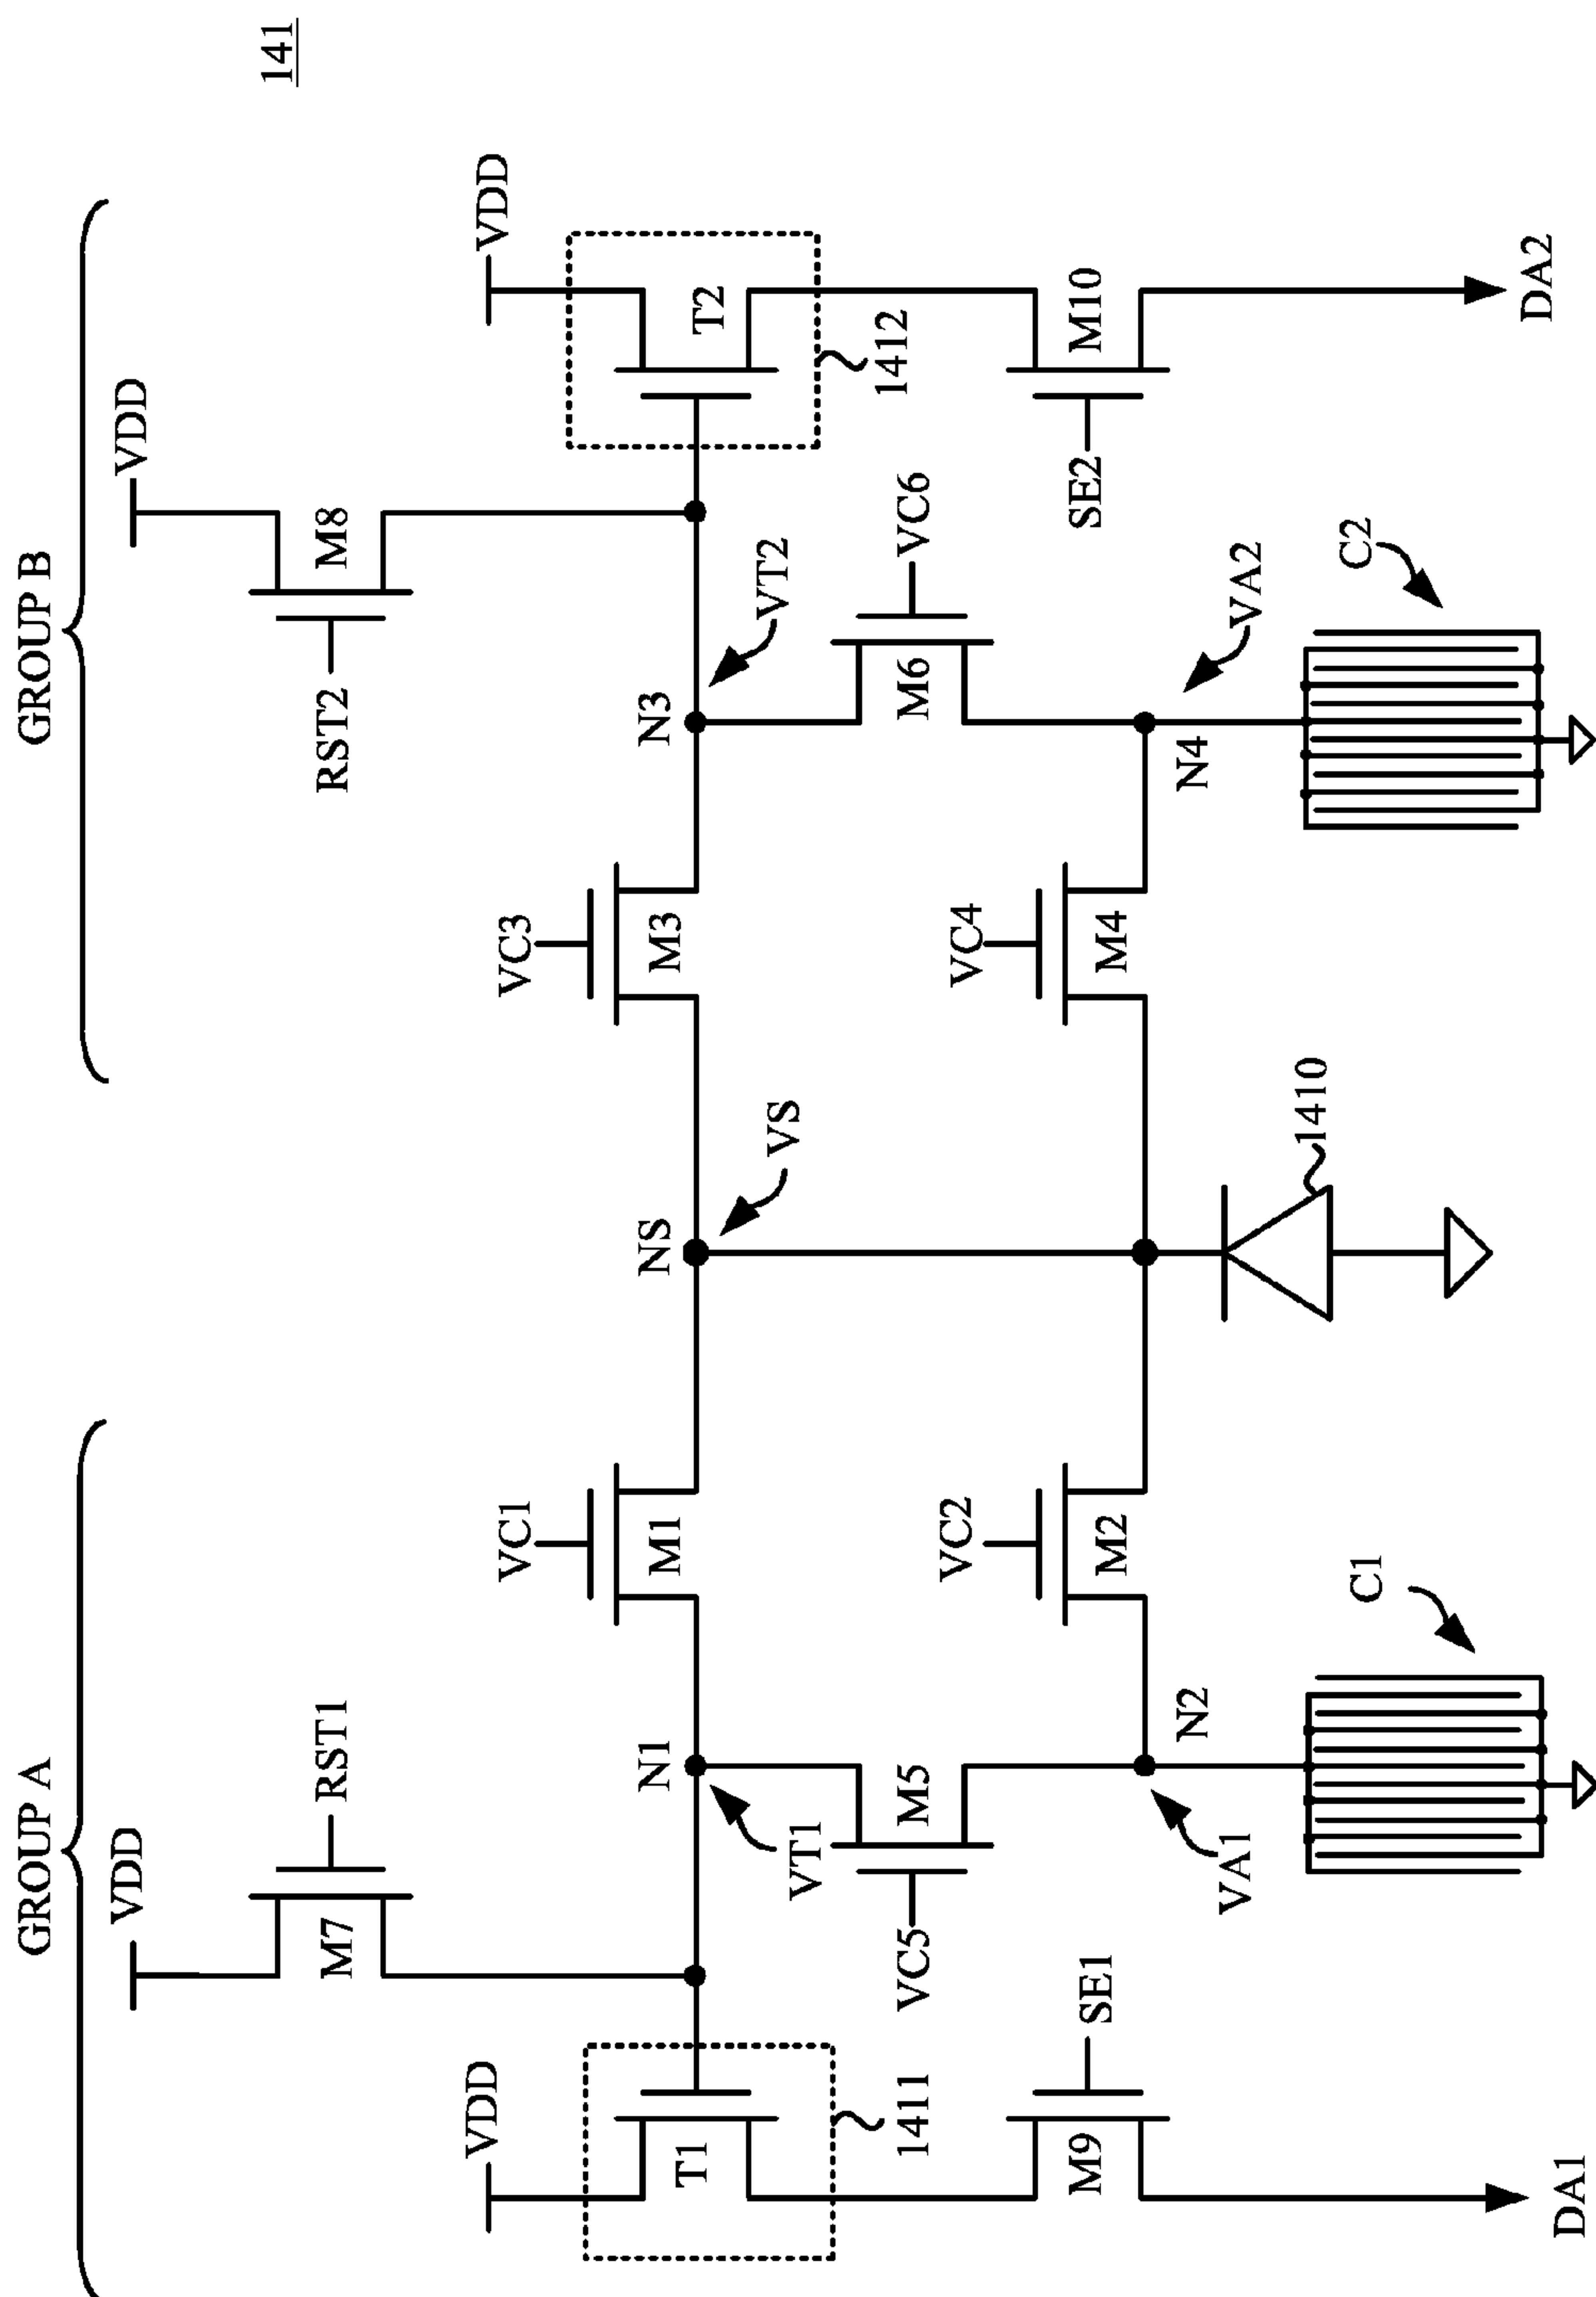 141
GROUP A
GROUP B
VDD
VDD
M7
RST1
RST2
M8
VDD
VDD
VC1
VC3
T1
N1
M1
NS
M3
N3
T2
VT1
VS
VT2
1411
VC5
M5
M6
VC6
1412
VC2
VC4
M9
SE1
M2
M4
SE2
M10
VA1
N2
N4
VA2
1410
C1
C2
DA1
DA2